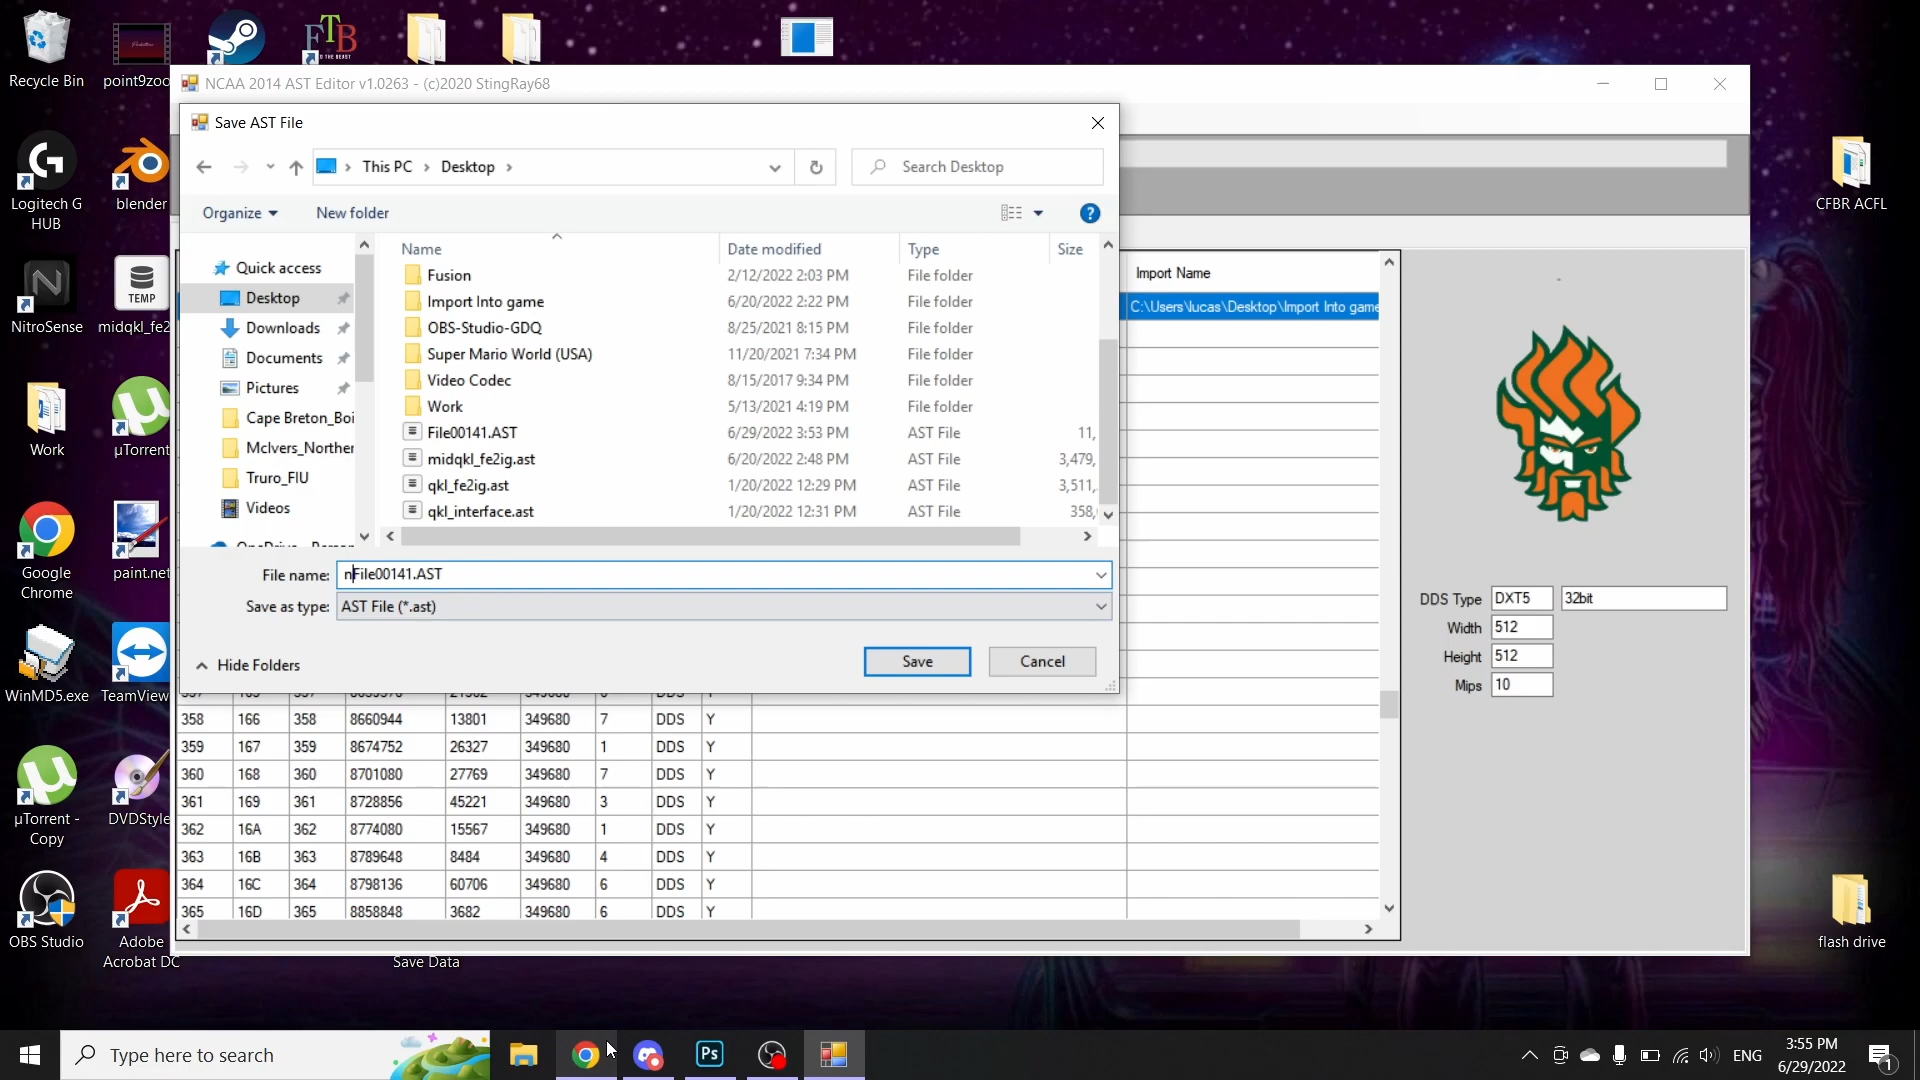 Recycle Bin
point9zoo
NCAA 2014 AST Editor v1.0263 - (c)2020 StingRay68
Save AST File
This PC > Desktop >
Search Desktop
Organize
New folder
Name
Date modified
Type
Size
Import Name
Logitech G
HUB
blender
CFBR ACFL
Quick access
Desktop
Downloads
Documents
Pictures
Cape Breton_Boi
McIvers_Norther
Truro_FIU
Videos
Fusion 2/12/2022 2:03 PM File folder
Import Into game 6/20/2022 2:22 PM File folder
OBS-Studio-GDQ 8/25/2021 8:15 PM File folder
Super Mario World (USA) 11/20/2021 7:34 PM File folder
Video Codec 8/15/2017 9:34 PM File folder
Work 5/13/2021 4:19 PM File folder
File00141.AST 6/29/2022 3:53 PM AST File 11,
midqkl_fe2ig.ast 6/20/2022 2:48 PM AST File 3,479,
qkl_fe2ig.ast 1/20/2022 12:29 PM AST File 3,511,
qkl_interface.ast 1/20/2022 12:31 PM AST File 358,
C:\Users\lucas\Desktop\Import Into game
NitroSense
TEMP
midqkl_fe2
Work
µTorrent
File name: nFile00141.AST
Save as type: AST File (*.ast)
Hide Folders
Save
Cancel
Google
Chrome
paint.net
DDS Type DXT5 32bit
Width 512
Height 512
Mips 10
WinMD5.exe
TeamView
358 166 358 8660944 13801 349680 7 DDS Y
359 167 359 8674752 26327 349680 1 DDS Y
360 168 360 8701080 27769 349680 7 DDS Y
361 169 361 8728856 45221 349680 3 DDS Y
362 16A 362 8774080 15567 349680 1 DDS Y
363 16B 363 8789648 8484 349680 4 DDS Y
364 16C 364 8798136 60706 349680 6 DDS Y
365 16D 365 8858848 3682 349680 6 DDS Y
µTorrent -
Copy
DVDStyle
OBS Studio
Adobe
Acrobat DC
Save Data
flash drive
Type here to search
Ps
ENG
3:55 PM
6/29/2022
1